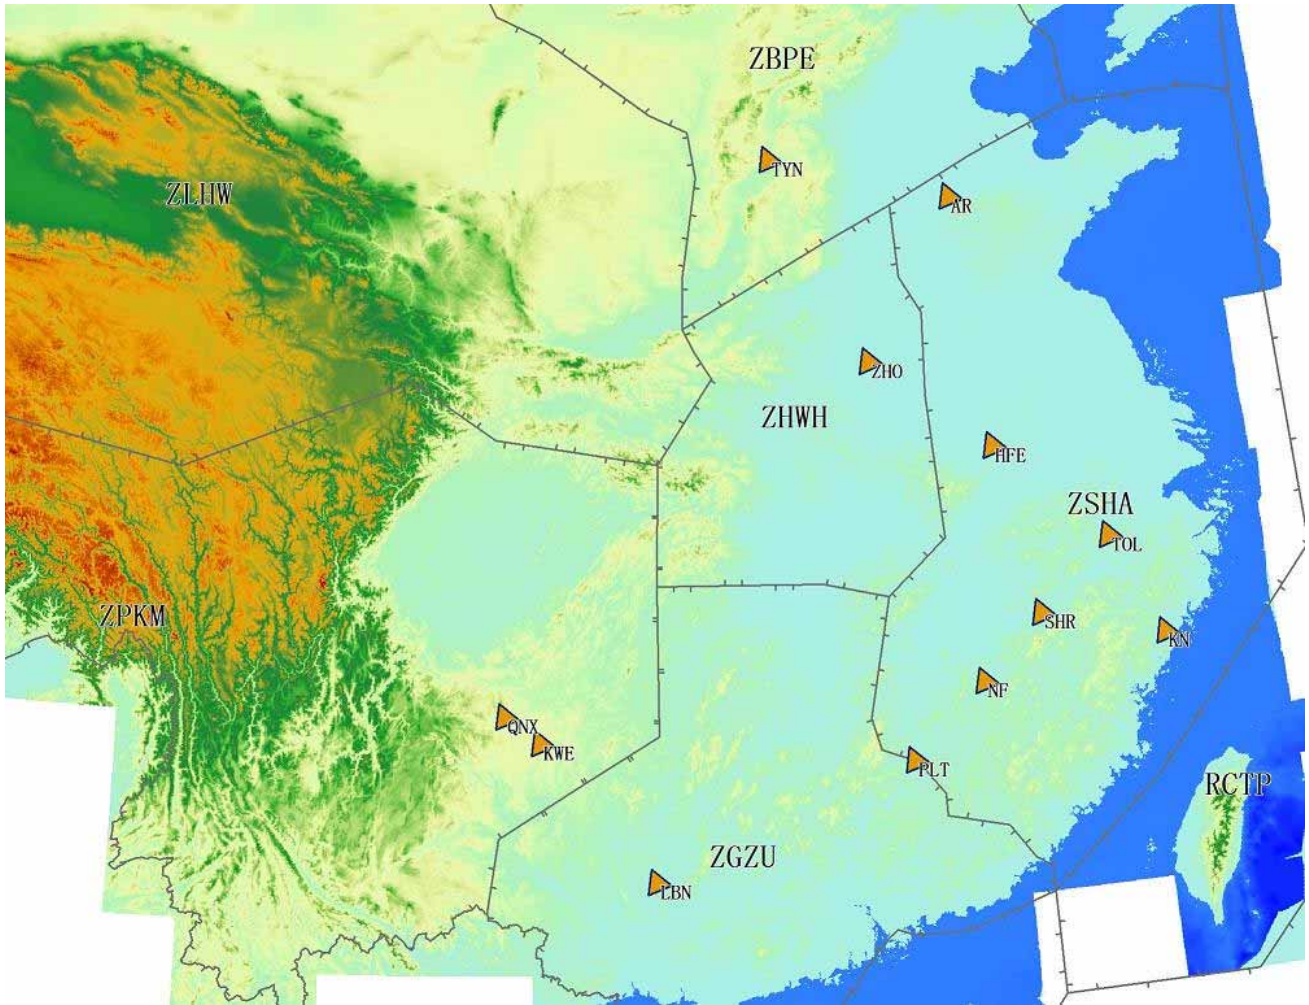 ZBPE
TYN
ZLHW
AR
ZHO
ZHWH
HFE
ZSHA
TOL
ZPKM
SHR
KN
NF
QNX
KWE
PLT
RCTP
ZGZU
LBN